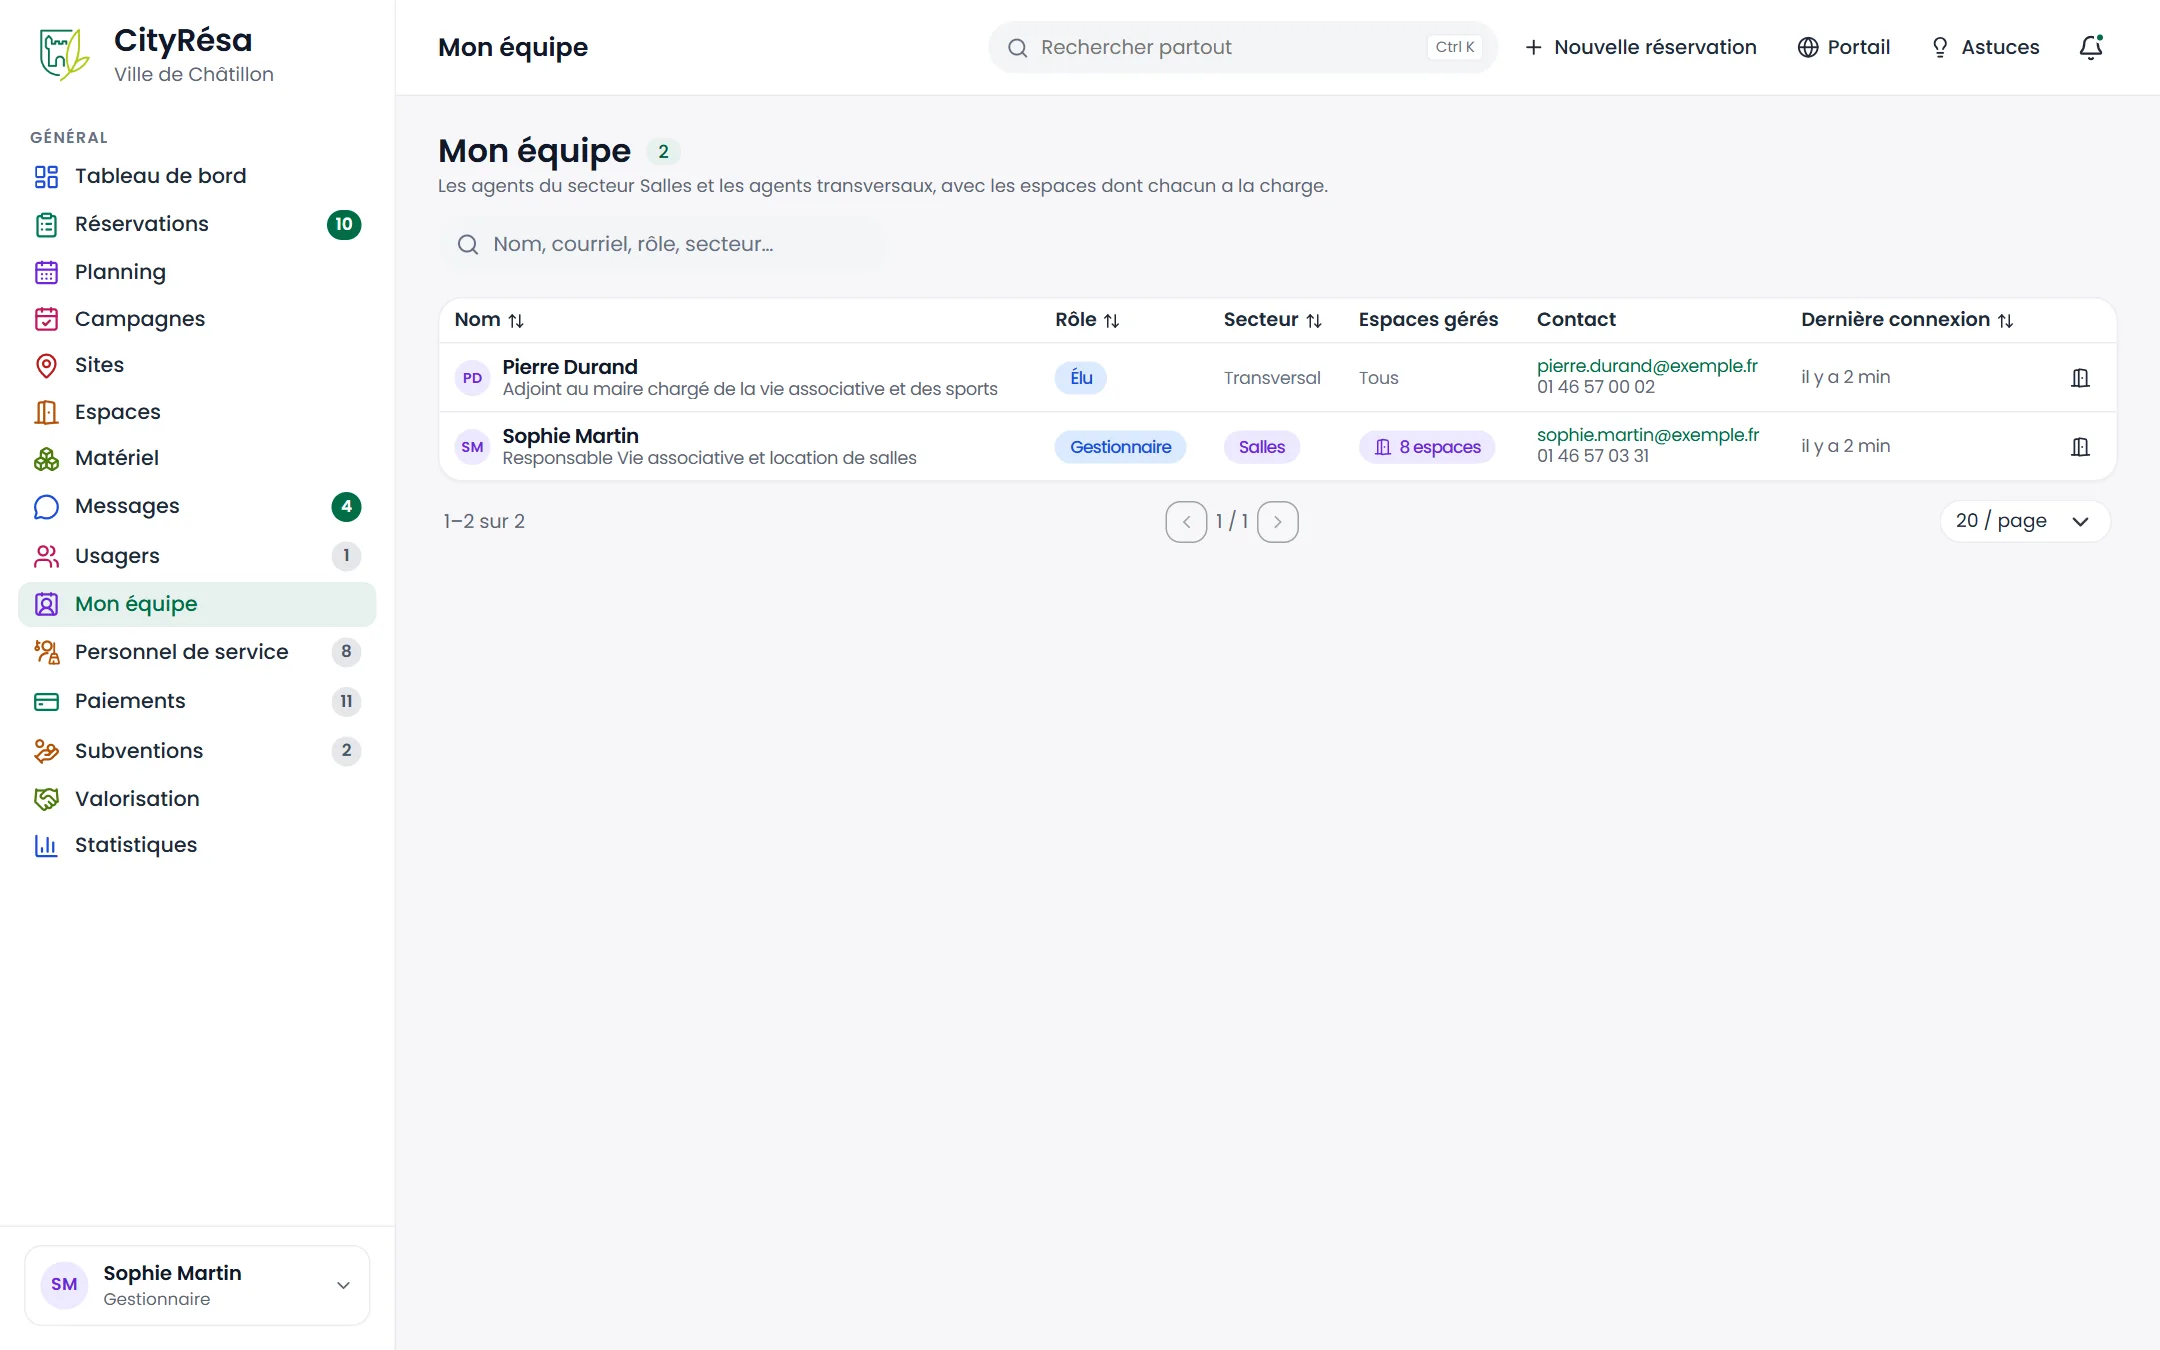 CityRésa
Ville de Châtillon
GÉNÉRAL
Tableau de bord
Réservations 10
Planning
Campagnes
Sites
Espaces
Matériel
Messages 4
Usagers 1
Mon équipe
Personnel de service 8
Paiements 11
Subventions 2
Valorisation
Statistiques
SM Sophie Martin
Gestionnaire
Mon équipe
Rechercher partout Ctrl K
Nouvelle réservation
Portail
Astuces
Mon équipe 2
Les agents du secteur Salles et les agents transversaux, avec les espaces dont chacun a la charge.
Nom, courriel, rôle, secteur...
Nom Rôle Secteur Espaces gérés Contact Dernière connexion
PD Pierre Durand
Adjoint au maire chargé de la vie associative et des sports
Élu Transversal Tous
pierre.durand@exemple.fr
01 46 57 00 02
il y a 2 min
SM Sophie Martin
Responsable Vie associative et location de salles
Gestionnaire Salles 8 espaces
sophie.martin@exemple.fr
01 46 57 03 31
il y a 2 min
1–2 sur 2
1 / 1
20 / page